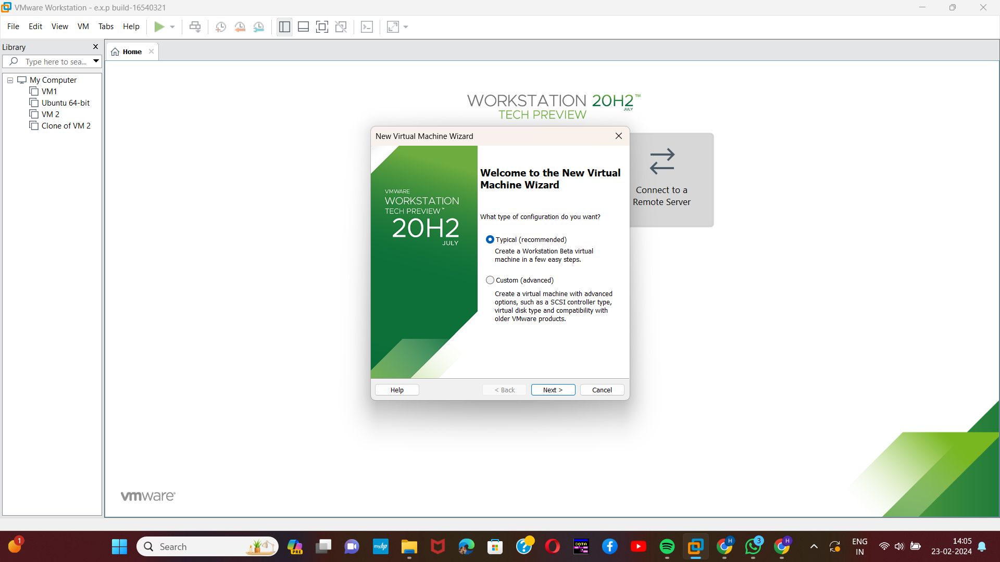 VMware Workstation - e.x.p build-16540321
File Edit View VM Tabs Help
Library
Home
Type here to sea...
My Computer
VM1
Ubuntu 64-bit
VM 2
Clone of VM 2
WORKSTATION 20H2™
JULY
TECH PREVIEW
New Virtual Machine Wizard
VMWARE
WORKSTATION
TECH PREVIEW™
20H2
JULY
Welcome to the New Virtual
Machine Wizard
What type of configuration do you want?
Typical (recommended)
Create a Workstation Beta virtual
machine in a few easy steps.
Custom (advanced)
Create a virtual machine with advanced
options, such as a SCSI controller type,
virtual disk type and compatibility with
older VMware products.
Help < Back Next > Cancel
Connect to a
Remote Server
vmware®
1
Search
PRE
myhp
DATA
H
3
H
ENG
IN
14:05
23-02-2024